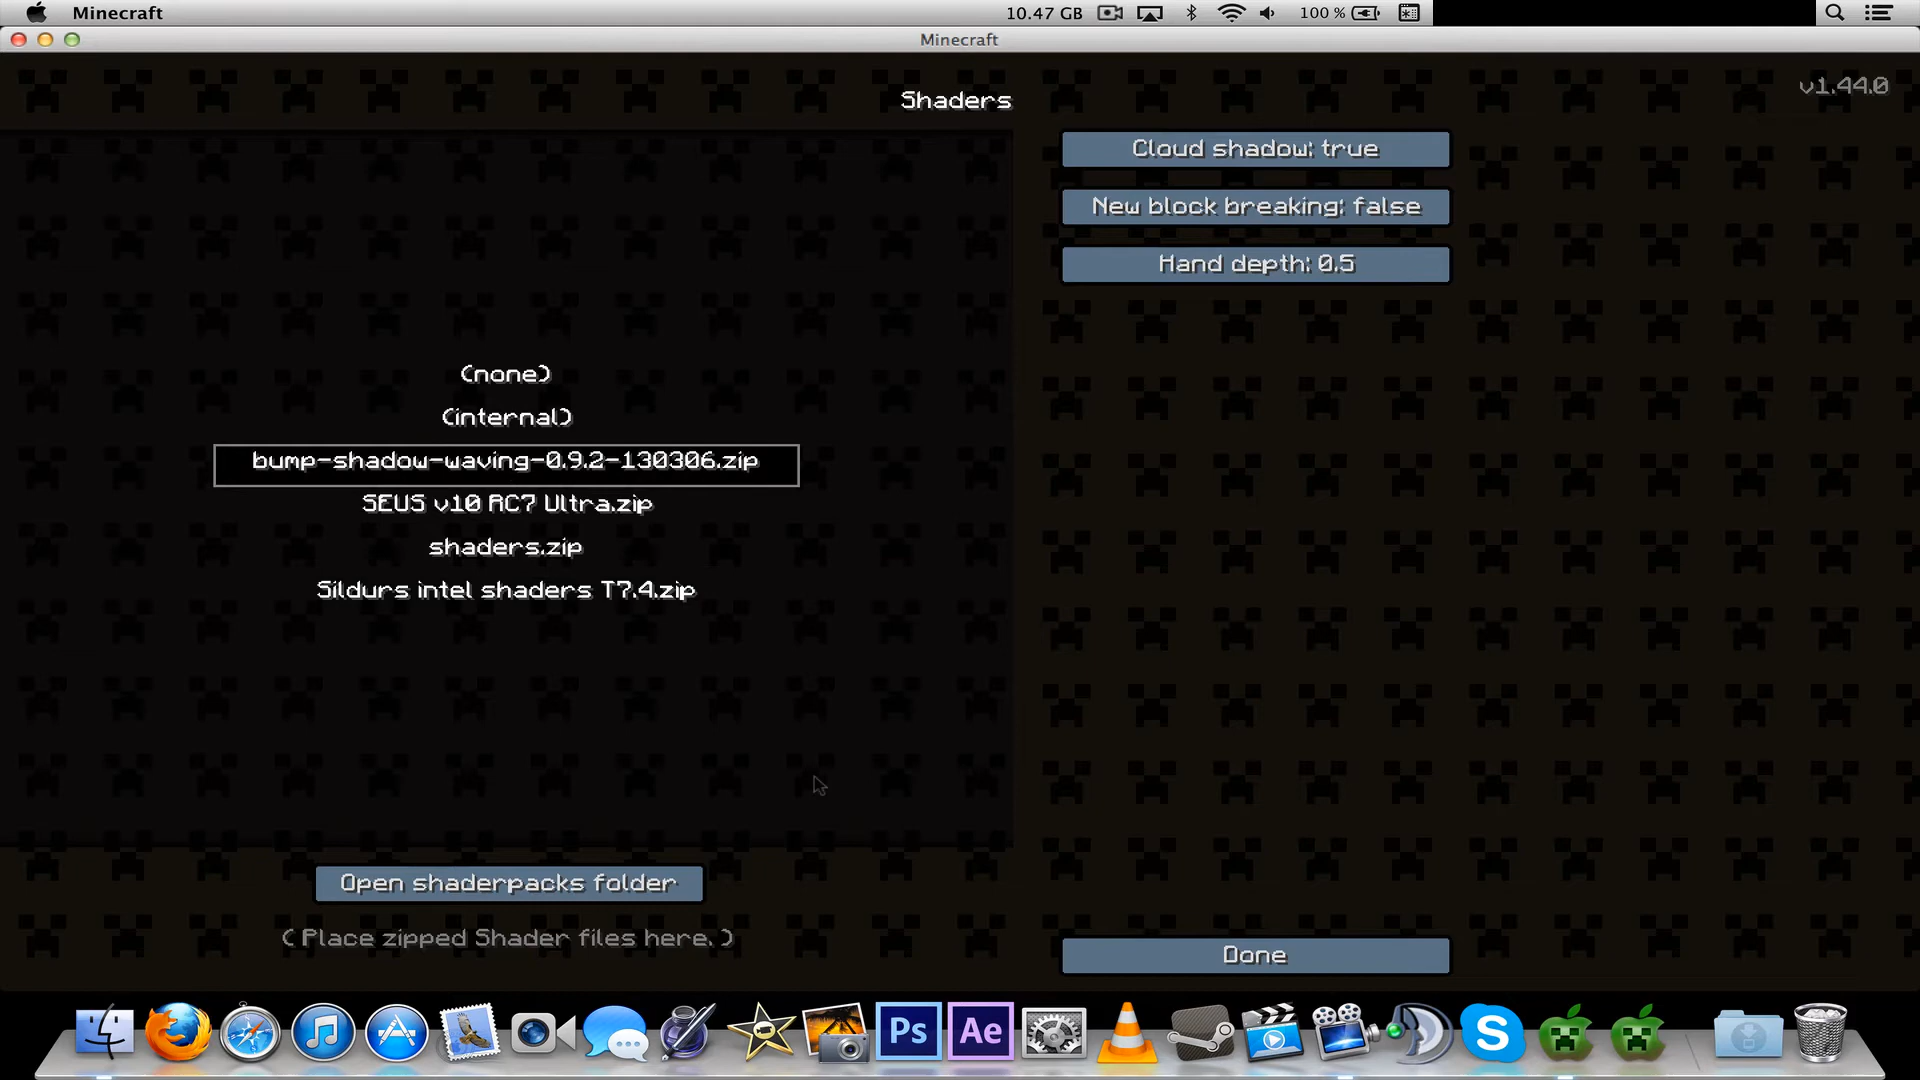 Minecraft
10.47 GB
100 %
Minecraft
Shaders
v1.44.0
Cloud shadow: true
New block breaking: false
Hand depth: 0.5
(none)
(internal)
bump-shadow-waving-0.9.2-130306.zip
SEUS v10 RC7 Ultra.zip
shaders.zip
Sildurs intel shaders T7.4.zip
Open shaderpacks folder
( Place zipped Shader files here. )
Done
Ps
Ae
S